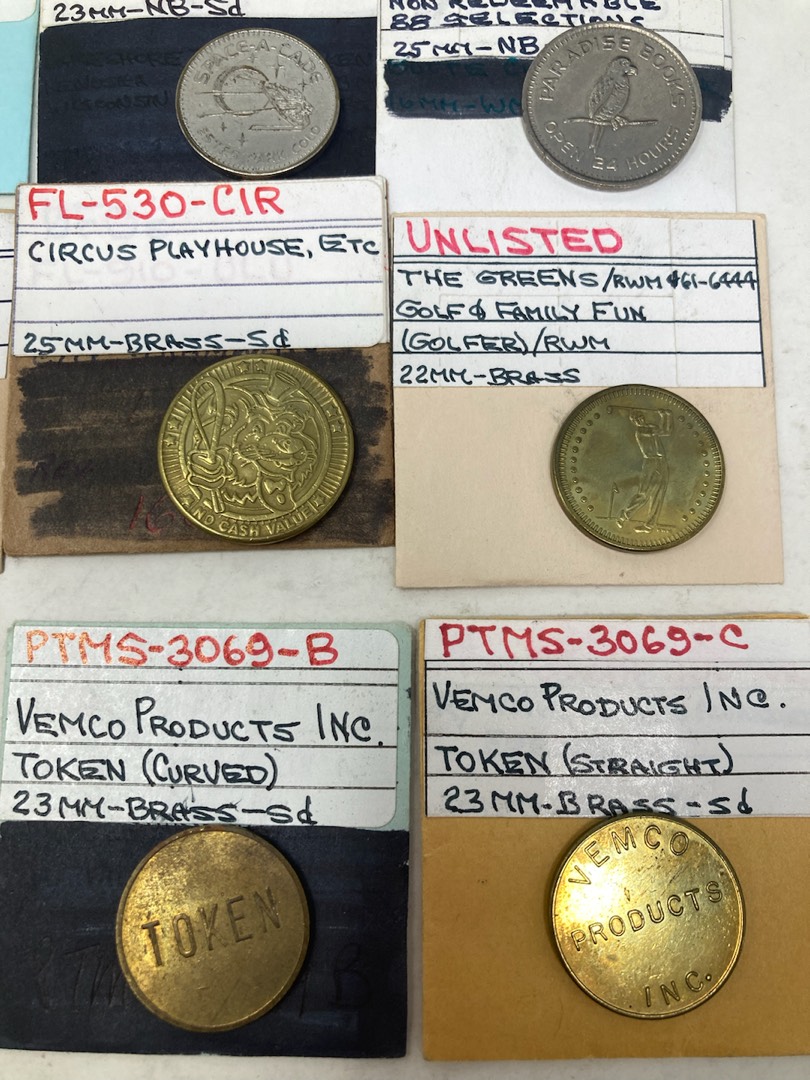 23MM-NB-Sd
SPACE-A-CADE
NON REDEEMABLE
88 SELECTIONS
25MM-NB
PARADISE BOOKS
OPEN 24 HOURS
FL-530-CIR
CIRCUS PLAYHOUSE, ETC
25MM-BRASS-Sd
NO CASH VALUE
UNLISTED
THE GREENS/RWM 461-6444
GOLF & FAMILY FUN
(GOLFER)/RWM
22MM-BRASS
PTMS-3069-B
VEMCO PRODUCTS INC.
TOKEN (CURVED)
23MM-BRASS-Sd
TOKEN
PTMS-3069-C
VEMCO PRODUCTS INC.
TOKEN (STRAIGHT)
23MM-BRASS-Sd
VEMCO
PRODUCTS
INC.